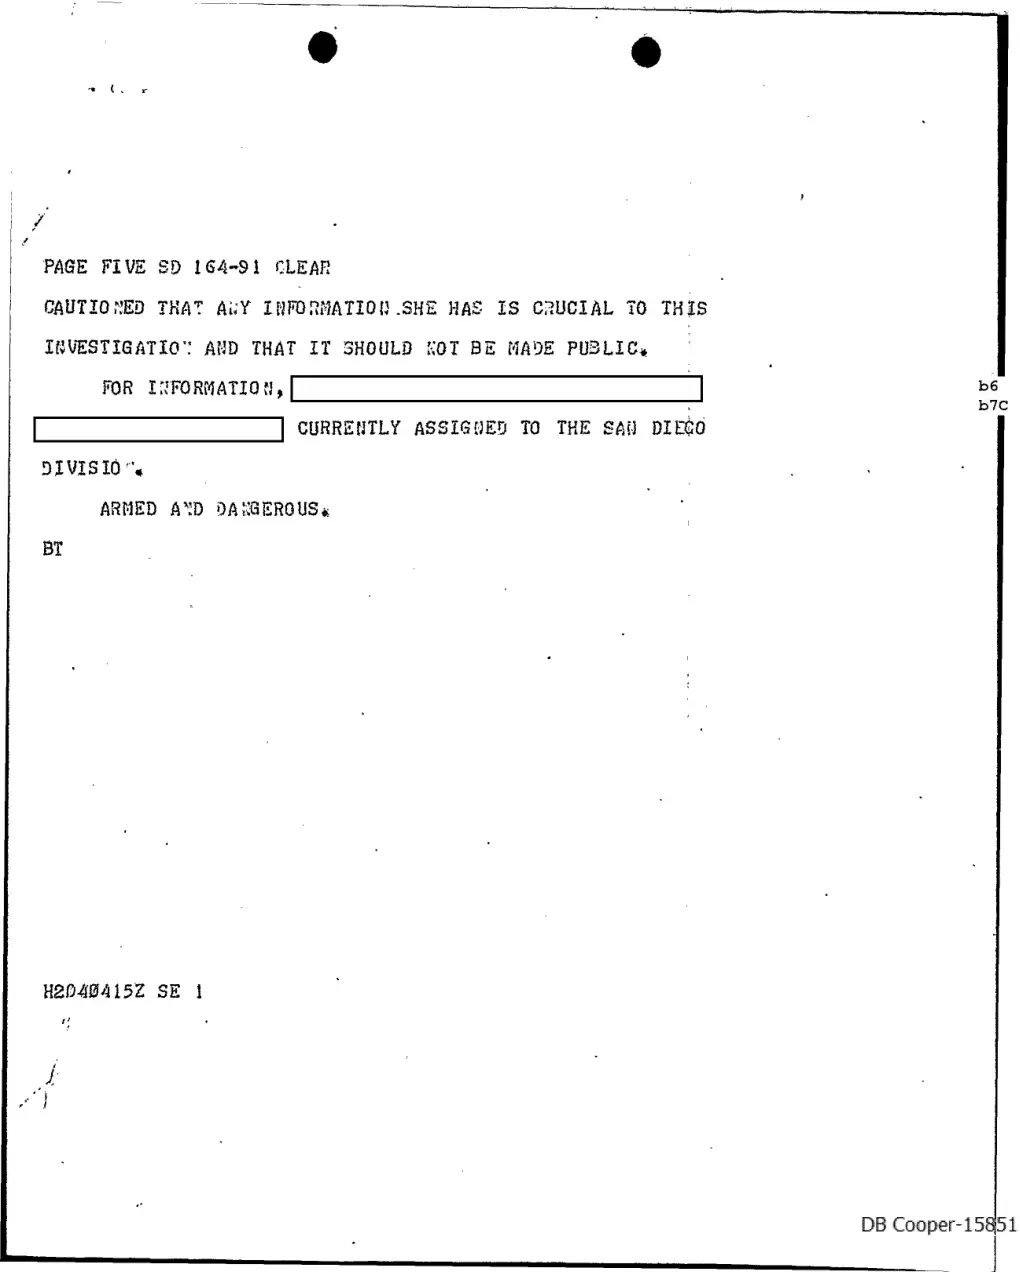 PAGE FIVE SD 164-91 CLEAR
CAUTIONED THAT ANY INFORMATION SHE HAS IS CRUCIAL TO THIS
INVESTIGATION AND THAT IT SHOULD NOT BE MADE PUBLIC.
FOR INFORMATION,
b6
b7C
CURRENTLY ASSIGNED TO THE SAN DIEGO
DIVISION.
ARMED AND DANGEROUS.
BT
H2040415Z SE 1
DB Cooper-15851